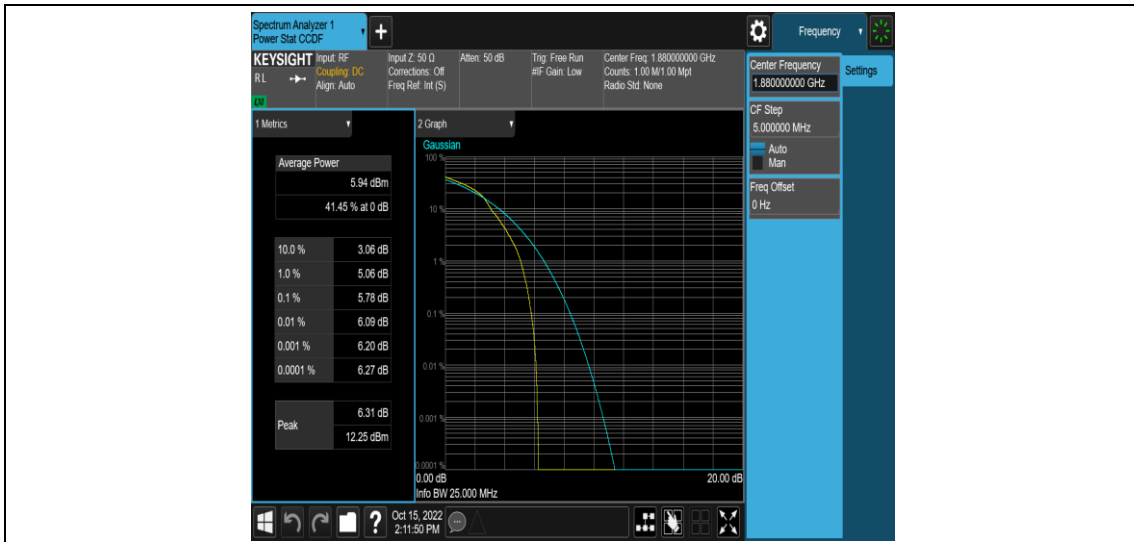 Spectrum Analyzer 1
Power Stat CCDF
+
Frequency
KEYSIGHT
RL
LXI
Input: RF
Coupling: DC
Align: Auto
Input Z: 50 Ω
Corrections: Off
Freq Ref: Int (S)
Atten: 50 dB
Trig: Free Run
#IF Gain: Low
Center Freq: 1.880000000 GHz
Counts: 1.00 M/1.00 Mpt
Radio Std: None
Center Frequency
1.880000000 GHz
Settings
CF Step
5.000000 MHz
Auto
Man
Freq Offset
0 Hz
1 Metrics
Average Power
5.94 dBm
41.45 % at 0 dB
10.0 % 3.06 dB
1.0 % 5.06 dB
0.1 % 5.78 dB
0.01 % 6.09 dB
0.001 % 6.20 dB
0.0001 % 6.27 dB
Peak
6.31 dB
12.25 dBm
2 Graph
Gaussian
100 %
10 %
1 %
0.1 %
0.01 %
0.001 %
0.0001 %
0.00 dB
20.00 dB
Info BW 25.000 MHz
?
Oct 15, 2022
2:11:50 PM